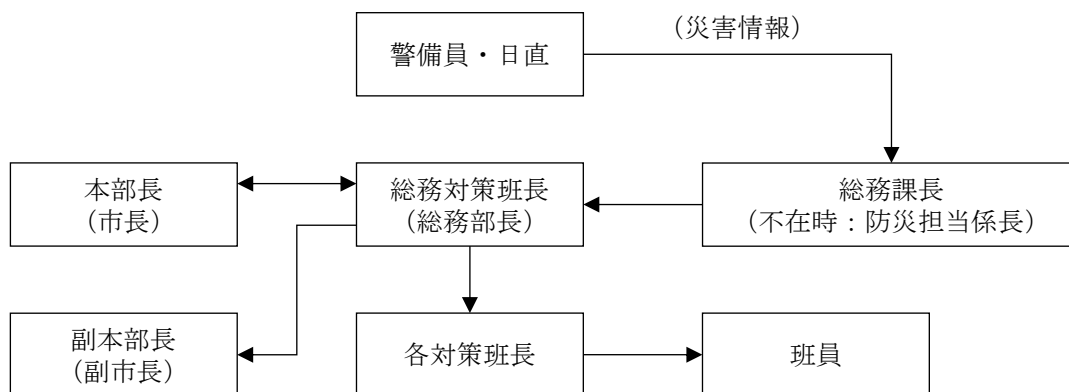 （災害情報）
警備員・日直
本部長
（市長）
総務対策班長
（総務部長）
総務課長
（不在時：防災担当係長）
副本部長
（副市長）
各対策班長
班員